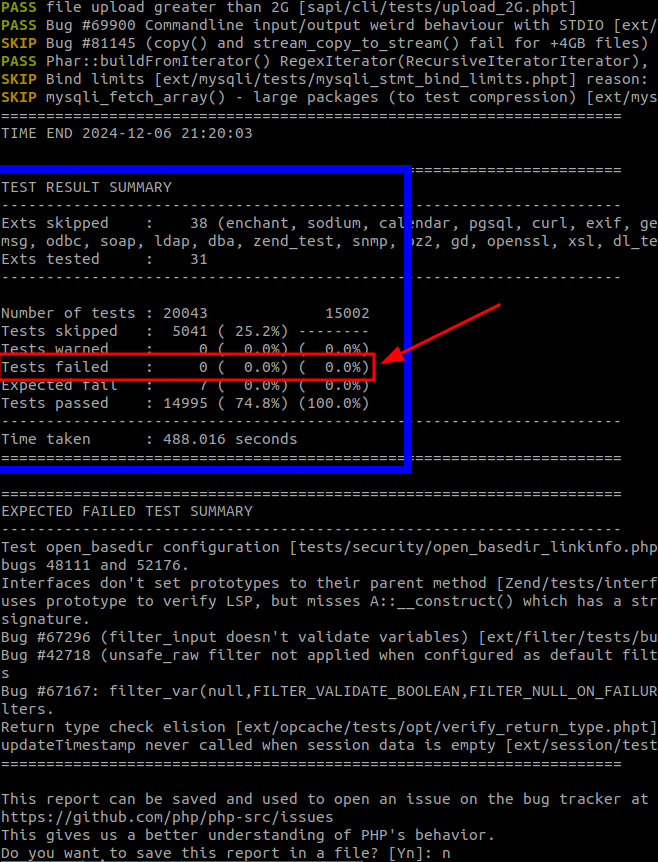 PASS file upload greater than 2G [sapi/cli/tests/upload_2G.phpt]
PASS Bug #69900 Commandline input/output weird behaviour with STDIO [ext/
SKIP Bug #81145 (copy() and stream_copy_to_stream() fail for +4GB files)
PASS Phar::buildFromIterator() RegexIterator(RecursiveIteratorIterator),
SKIP Bind limits [ext/mysqli/tests/mysqli_stmt_bind_limits.phpt] reason:
SKIP mysqli_fetch_array() - large packages (to test compression) [ext/mys
=====================================================================
TIME END 2024-12-06 21:20:03
=====================================================================
TEST RESULT SUMMARY
---------------------------------------------------------------------
Exts skipped    :    38 (enchant, sodium, calendar, pgsql, curl, exif, ge
msg, odbc, soap, ldap, dba, zend_test, snmp, bz2, gd, openssl, xsl, dl_te
Exts tested     :    31
---------------------------------------------------------------------
Number of tests : 20043             15002
Tests skipped   :  5041 ( 25.2%) --------
Tests warned    :     0 (  0.0%) (  0.0%)
Tests failed    :     0 (  0.0%) (  0.0%)
Expected fail   :     7 (  0.0%) (  0.0%)
Tests passed    : 14995 ( 74.8%) (100.0%)
---------------------------------------------------------------------
Time taken      : 488.016 seconds
=====================================================================
=====================================================================
EXPECTED FAILED TEST SUMMARY
---------------------------------------------------------------------
Test open_basedir configuration [tests/security/open_basedir_linkinfo.php
bugs 48111 and 52176.
Interfaces don't set prototypes to their parent method [Zend/tests/interf
uses prototype to verify LSP, but misses A::__construct() which has a str
signature.
Bug #67296 (filter_input doesn't validate variables) [ext/filter/tests/bu
Bug #42718 (unsafe_raw filter not applied when configured as default filt
s
Bug #67167: filter_var(null,FILTER_VALIDATE_BOOLEAN,FILTER_NULL_ON_FAILUR
lters.
Return type check elision [ext/opcache/tests/opt/verify_return_type.phpt]
updateTimestamp never called when session data is empty [ext/session/test
=====================================================================
This report can be saved and used to open an issue on the bug tracker at
https://github.com/php/php-src/issues
This gives us a better understanding of PHP's behavior.
Do you want to save this report in a file? [Yn]: n